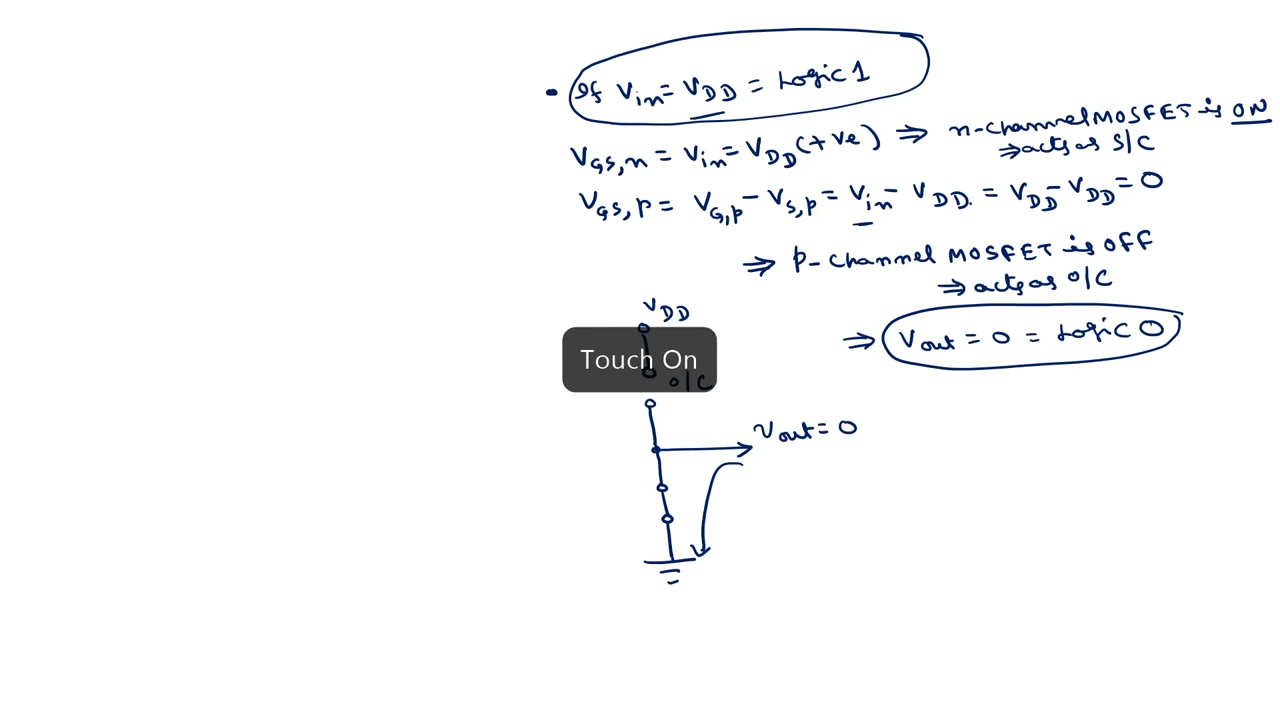 • If Vin = VDD = Logic 1
VGS,n = Vin = VDD (+ve) ⇒ n-channel MOSFET is ON
⇒ acts as S/C
VGS,p = VG,p - VS,p = Vin - VDD. = VDD - VDD = 0
⇒ p-channel MOSFET is OFF
⇒ acts as O/C
VDD
⇒ Vout = 0 = Logic 0
Touch On
O/C
Vout = 0